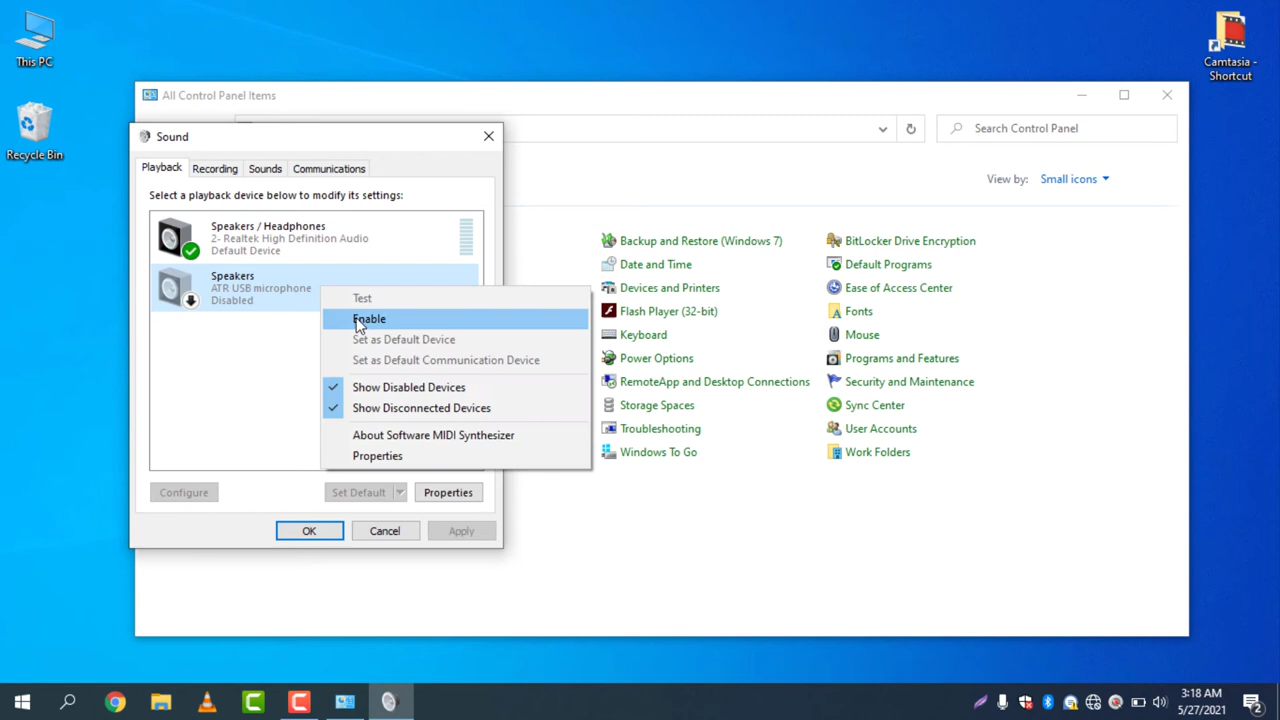 This PC
Recycle Bin
Camtasia -
Shortcut
All Control Panel Items
Search Control Panel
View by:
Small icons
Sound
Playback
Recording
Sounds
Communications
Select a playback device below to modify its settings:
Speakers / Headphones
2- Realtek High Definition Audio
Default Device
Speakers
ATR USB microphone
Disabled
Test
Enable
Set as Default Device
Set as Default Communication Device
Show Disabled Devices
Show Disconnected Devices
About Software MIDI Synthesizer
Properties
Configure
Set Default
Properties
OK
Cancel
Apply
Backup and Restore (Windows 7)
Date and Time
Devices and Printers
Flash Player (32-bit)
Keyboard
Power Options
RemoteApp and Desktop Connections
Storage Spaces
Troubleshooting
Windows To Go
BitLocker Drive Encryption
Default Programs
Ease of Access Center
Fonts
Mouse
Programs and Features
Security and Maintenance
Sync Center
User Accounts
Work Folders
3:18 AM
5/27/2021
2